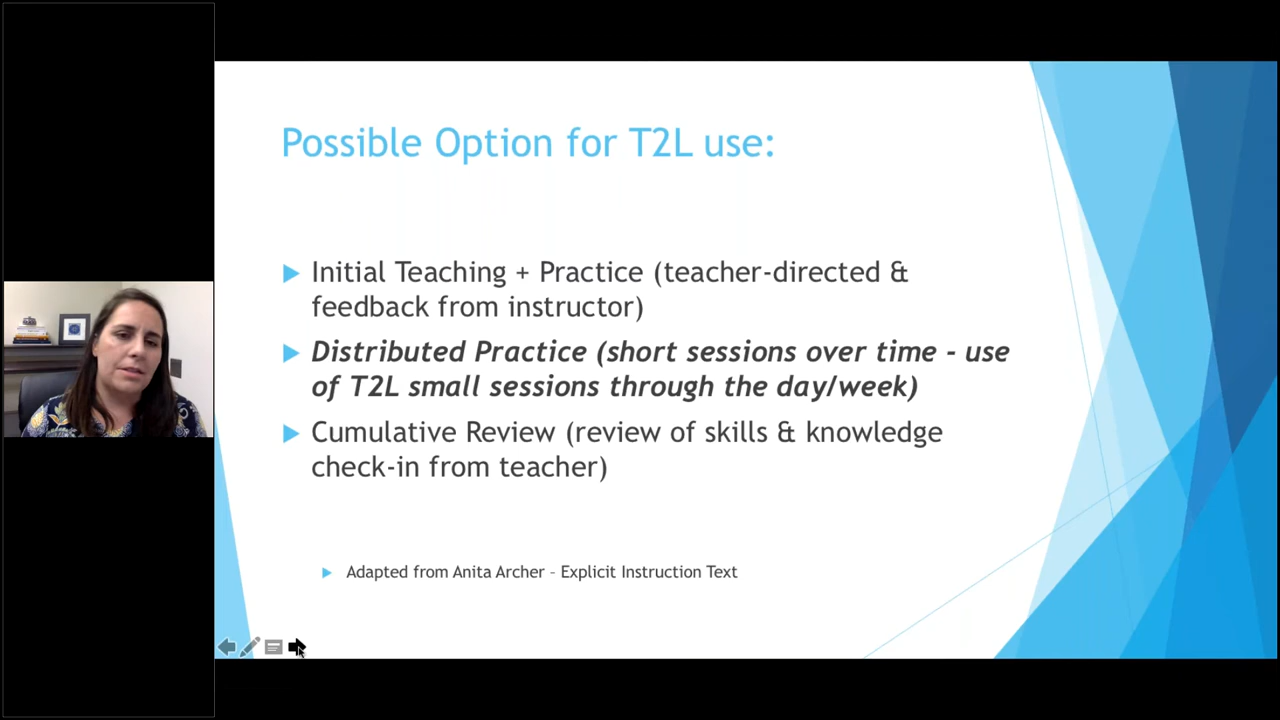 Possible Option for T2L use:
Initial Teaching + Practice (teacher-directed &
feedback from instructor)
Distributed Practice (short sessions over time - use
of T2L small sessions through the day/week)
Cumulative Review (review of skills & knowledge
check-in from teacher)
Adapted from Anita Archer – Explicit Instruction Text